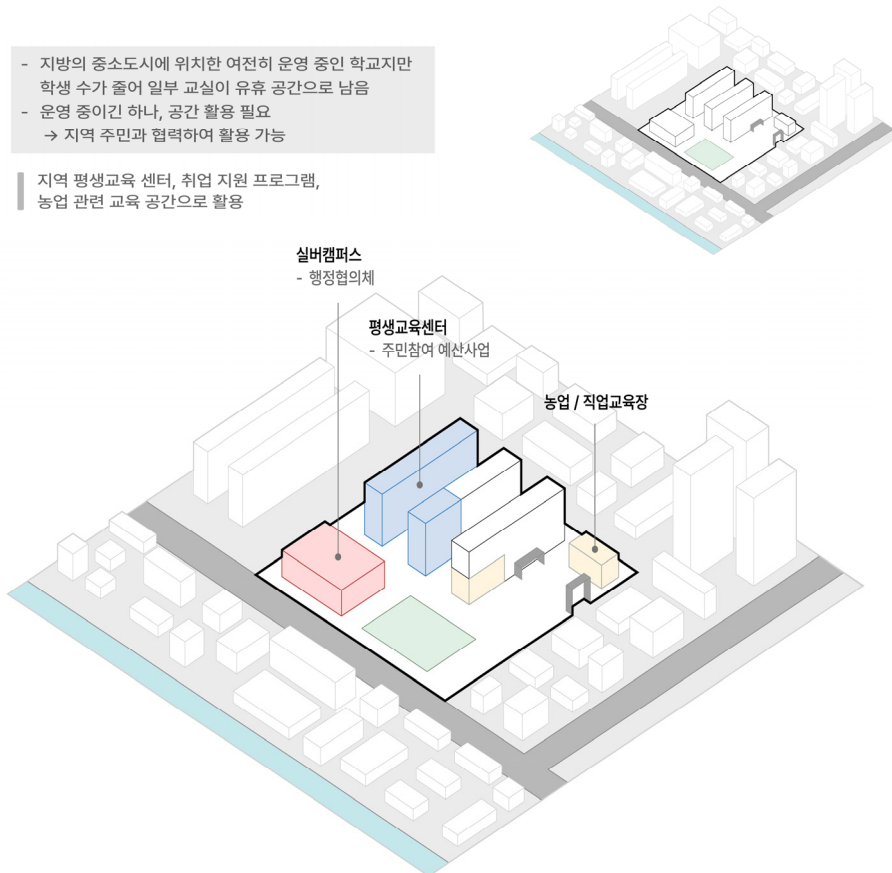 - 지방의 중소도시에 위치한 여전히 운영 중인 학교지만
학생 수가 줄어 일부 교실이 유휴 공간으로 남음
- 운영 중이긴 하나, 공간 활용 필요
→ 지역 주민과 협력하여 활용 가능
지역 평생교육 센터, 취업 지원 프로그램,
농업 관련 교육 공간으로 활용
실버캠퍼스
- 행정협의체
평생교육센터
- 주민참여 예산사업
농업 / 직업교육장